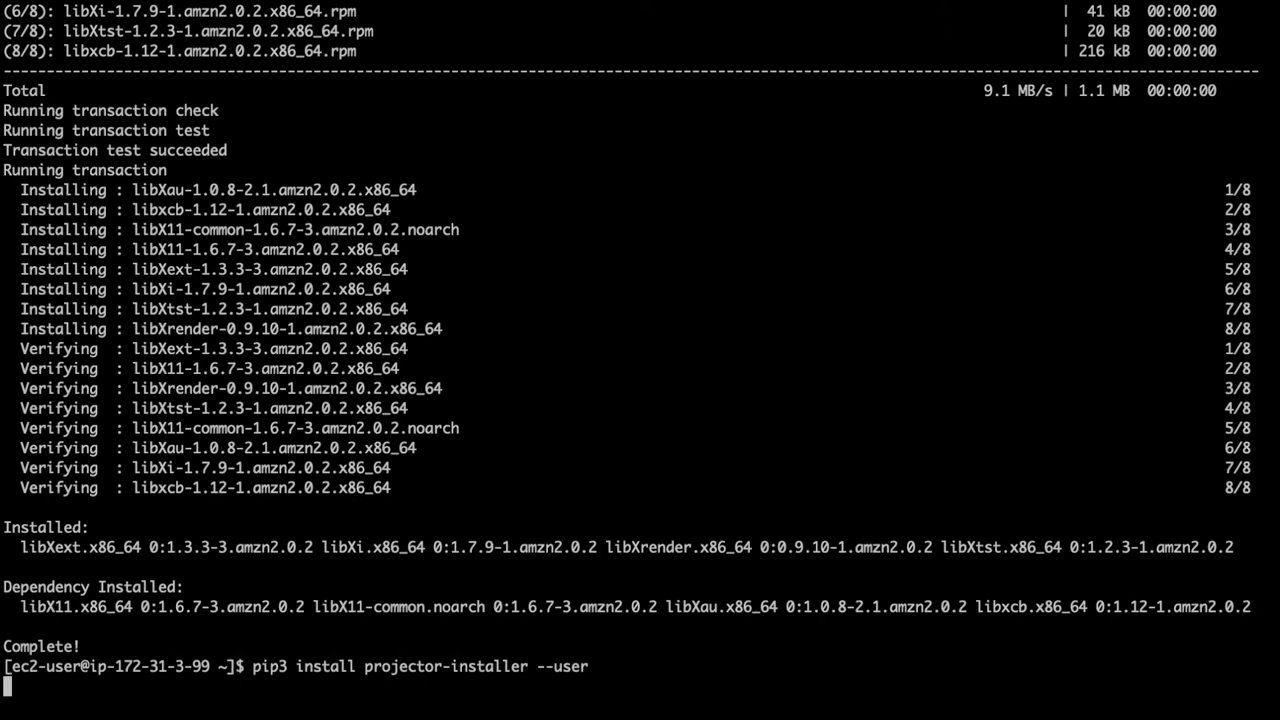 (6/8): libXi-1.7.9-1.amzn2.0.2.x86_64.rpm | 41 kB 00:00:00
(7/8): libXtst-1.2.3-1.amzn2.0.2.x86_64.rpm | 20 kB 00:00:00
(8/8): libxcb-1.12-1.amzn2.0.2.x86_64.rpm | 216 kB 00:00:00
--------------------------------------------------------------------------------------------------------------------------------------------------
Total 9.1 MB/s | 1.1 MB 00:00:00
Running transaction check
Running transaction test
Transaction test succeeded
Running transaction
Installing : libXau-1.0.8-2.1.amzn2.0.2.x86_64 1/8
Installing : libxcb-1.12-1.amzn2.0.2.x86_64 2/8
Installing : libX11-common-1.6.7-3.amzn2.0.2.noarch 3/8
Installing : libX11-1.6.7-3.amzn2.0.2.x86_64 4/8
Installing : libXext-1.3.3-3.amzn2.0.2.x86_64 5/8
Installing : libXi-1.7.9-1.amzn2.0.2.x86_64 6/8
Installing : libXtst-1.2.3-1.amzn2.0.2.x86_64 7/8
Installing : libXrender-0.9.10-1.amzn2.0.2.x86_64 8/8
Verifying : libXext-1.3.3-3.amzn2.0.2.x86_64 1/8
Verifying : libX11-1.6.7-3.amzn2.0.2.x86_64 2/8
Verifying : libXrender-0.9.10-1.amzn2.0.2.x86_64 3/8
Verifying : libXtst-1.2.3-1.amzn2.0.2.x86_64 4/8
Verifying : libX11-common-1.6.7-3.amzn2.0.2.noarch 5/8
Verifying : libXau-1.0.8-2.1.amzn2.0.2.x86_64 6/8
Verifying : libXi-1.7.9-1.amzn2.0.2.x86_64 7/8
Verifying : libxcb-1.12-1.amzn2.0.2.x86_64 8/8
Installed:
libXext.x86_64 0:1.3.3-3.amzn2.0.2 libXi.x86_64 0:1.7.9-1.amzn2.0.2 libXrender.x86_64 0:0.9.10-1.amzn2.0.2 libXtst.x86_64 0:1.2.3-1.amzn2.0.2
Dependency Installed:
libX11.x86_64 0:1.6.7-3.amzn2.0.2 libX11-common.noarch 0:1.6.7-3.amzn2.0.2 libXau.x86_64 0:1.0.8-2.1.amzn2.0.2 libxcb.x86_64 0:1.12-1.amzn2.0.2
Complete!
[ec2-user@ip-172-31-3-99 ~]$ pip3 install projector-installer --user